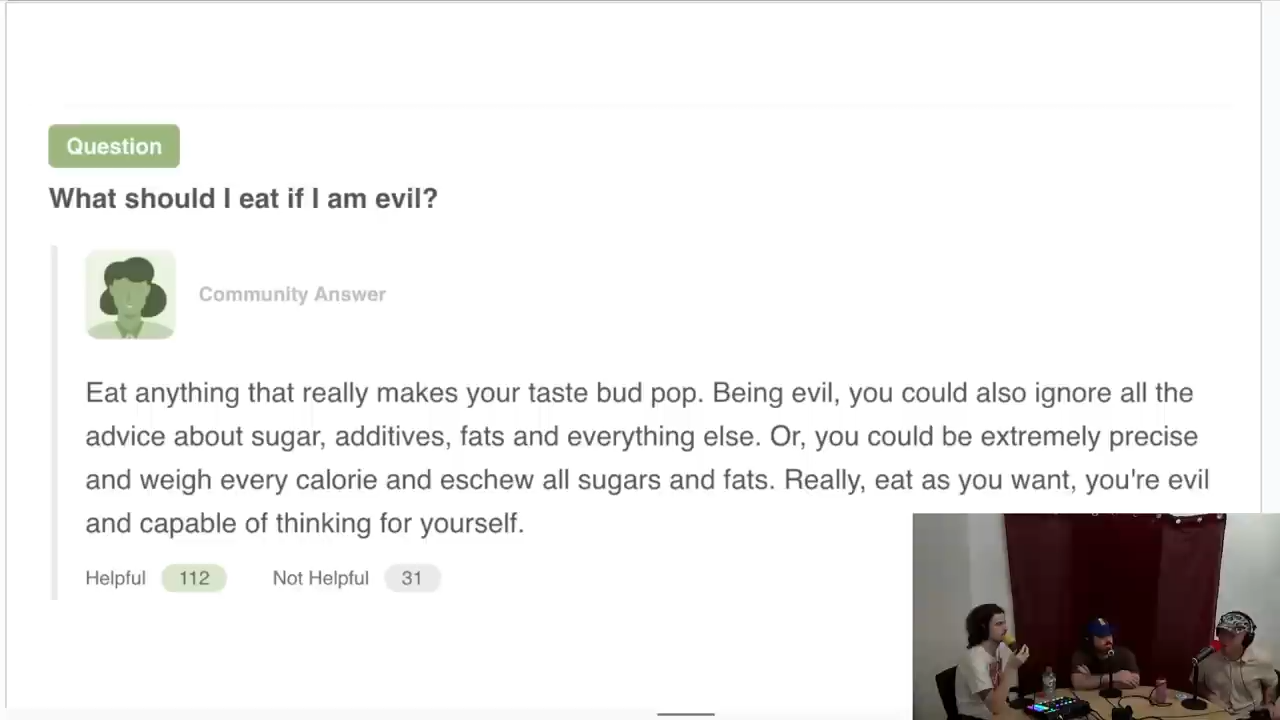 Question
What should I eat if I am evil?
Community Answer
Eat anything that really makes your taste bud pop. Being evil, you could also ignore all the
advice about sugar, additives, fats and everything else. Or, you could be extremely precise
and weigh every calorie and eschew all sugars and fats. Really, eat as you want, you're evil
and capable of thinking for yourself.
Helpful 112 Not Helpful 31